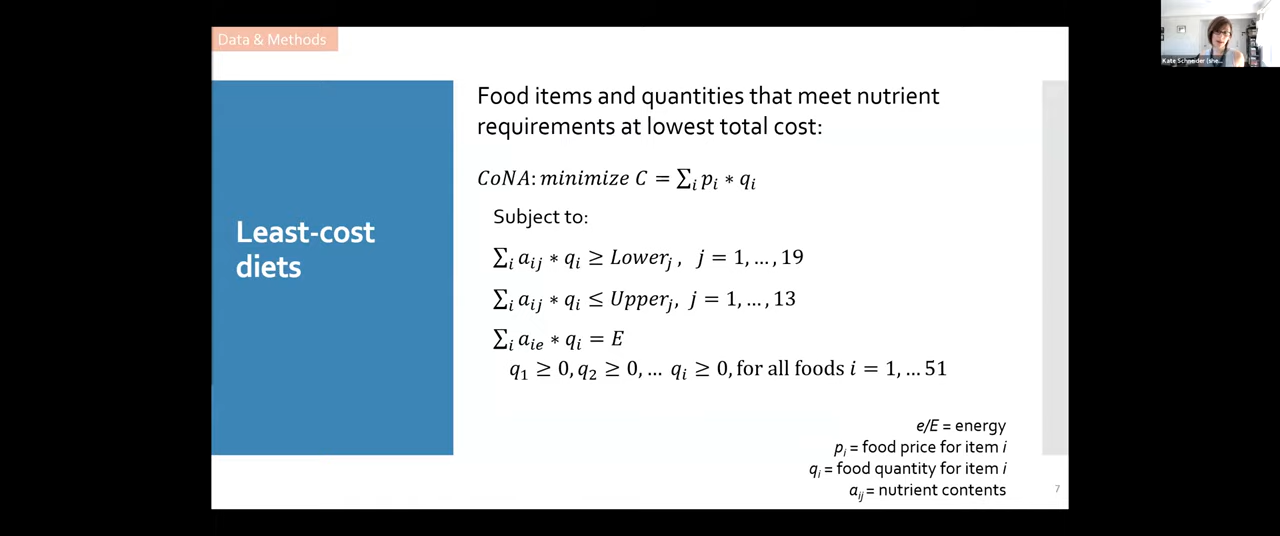 Data & Methods
Kate Schneider (she...
Least-cost
diets
Food items and quantities that meet nutrient
requirements at lowest total cost:
CoNA: minimize C = ∑ᵢ pᵢ * qᵢ
Subject to:
∑ᵢ aᵢⱼ * qᵢ ≥ Lowerⱼ, j = 1, … , 19
∑ᵢ aᵢⱼ * qᵢ ≤ Upperⱼ, j = 1, … , 13
∑ᵢ aᵢₑ * qᵢ = E
q₁ ≥ 0, q₂ ≥ 0, … qᵢ ≥ 0, for all foods i = 1, … 51
e/E = energy
pᵢ = food price for item i
qᵢ = food quantity for item i
aᵢⱼ = nutrient contents
7